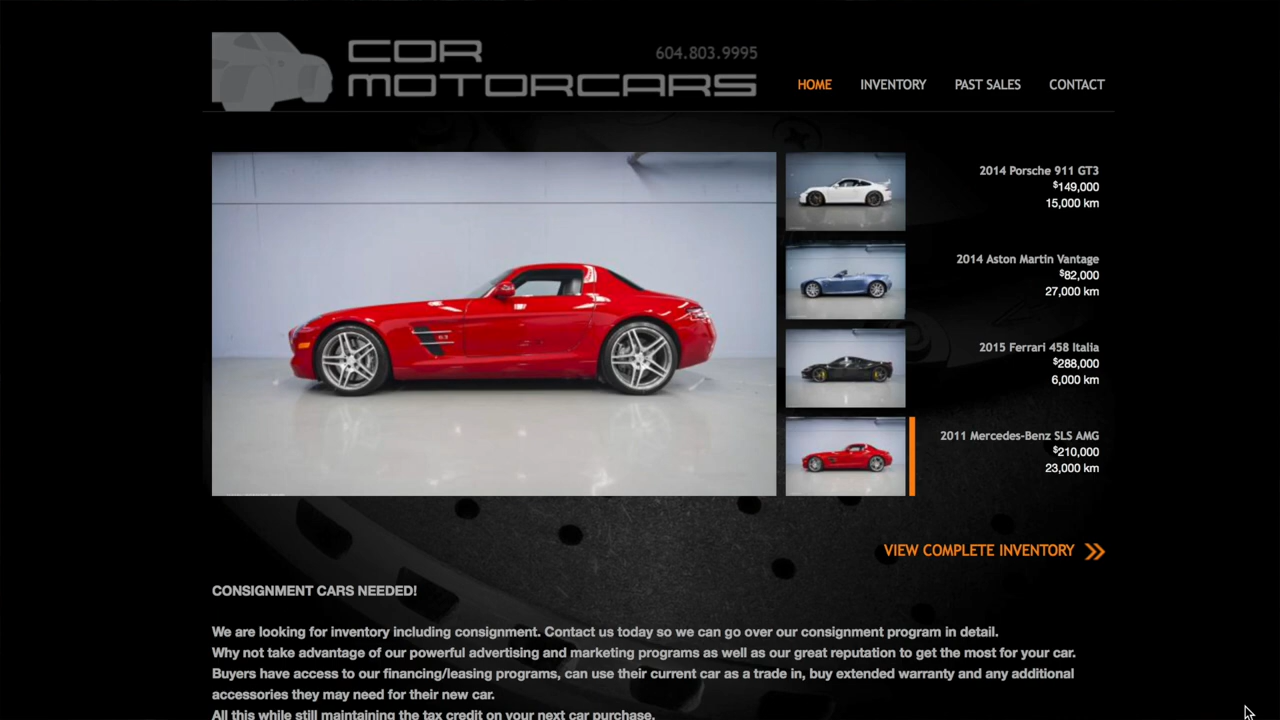 COR
MOTORCARS
604.803.9995
HOME
INVENTORY
PAST SALES
CONTACT
2014 Porsche 911 GT3
$149,000
15,000 km
2014 Aston Martin Vantage
$82,000
27,000 km
2015 Ferrari 458 Italia
$288,000
6,000 km
2011 Mercedes-Benz SLS AMG
$210,000
23,000 km
VIEW COMPLETE INVENTORY
CONSIGNMENT CARS NEEDED!
We are looking for inventory including consignment. Contact us today so we can go over our consignment program in detail.
Why not take advantage of our powerful advertising and marketing programs as well as our great reputation to get the most for your car.
Buyers have access to our financing/leasing programs, can use their current car as a trade in, buy extended warranty and any additional
accessories they may need for their new car.
All this while still maintaining the tax credit on your next car purchase.